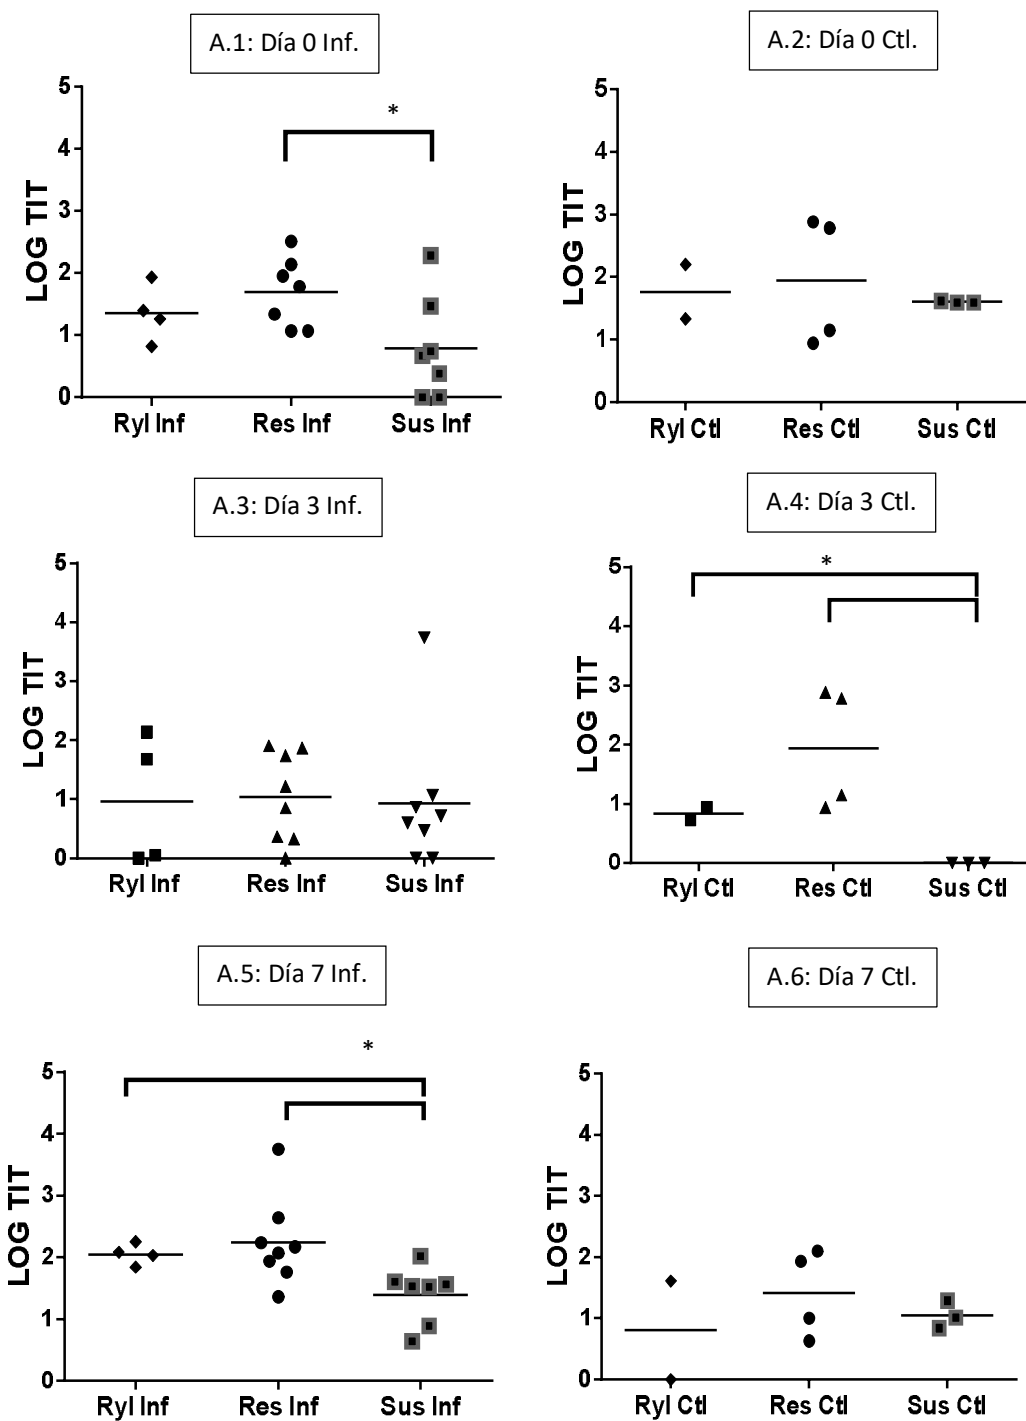 A.1: Día 0 Inf.
*
5
4
3
2
1
0
LOG TIT
Ryl Inf Res Inf Sus Inf
A.2: Día 0 Ctl.
5
4
3
2
1
0
LOG TIT
Ryl Ctl Res Ctl Sus Ctl
A.3: Día 3 Inf.
5
4
3
2
1
0
LOG TIT
Ryl Inf Res Inf Sus Inf
A.4: Día 3 Ctl.
*
5
4
3
2
1
0
LOG TIT
Ryl Ctl Res Ctl Sus Ctl
A.5: Día 7 Inf.
*
5
4
3
2
1
0
LOG TIT
Ryl Inf Res Inf Sus Inf
A.6: Día 7 Ctl.
5
4
3
2
1
0
LOG TIT
Ryl Ctl Res Ctl Sus Ctl